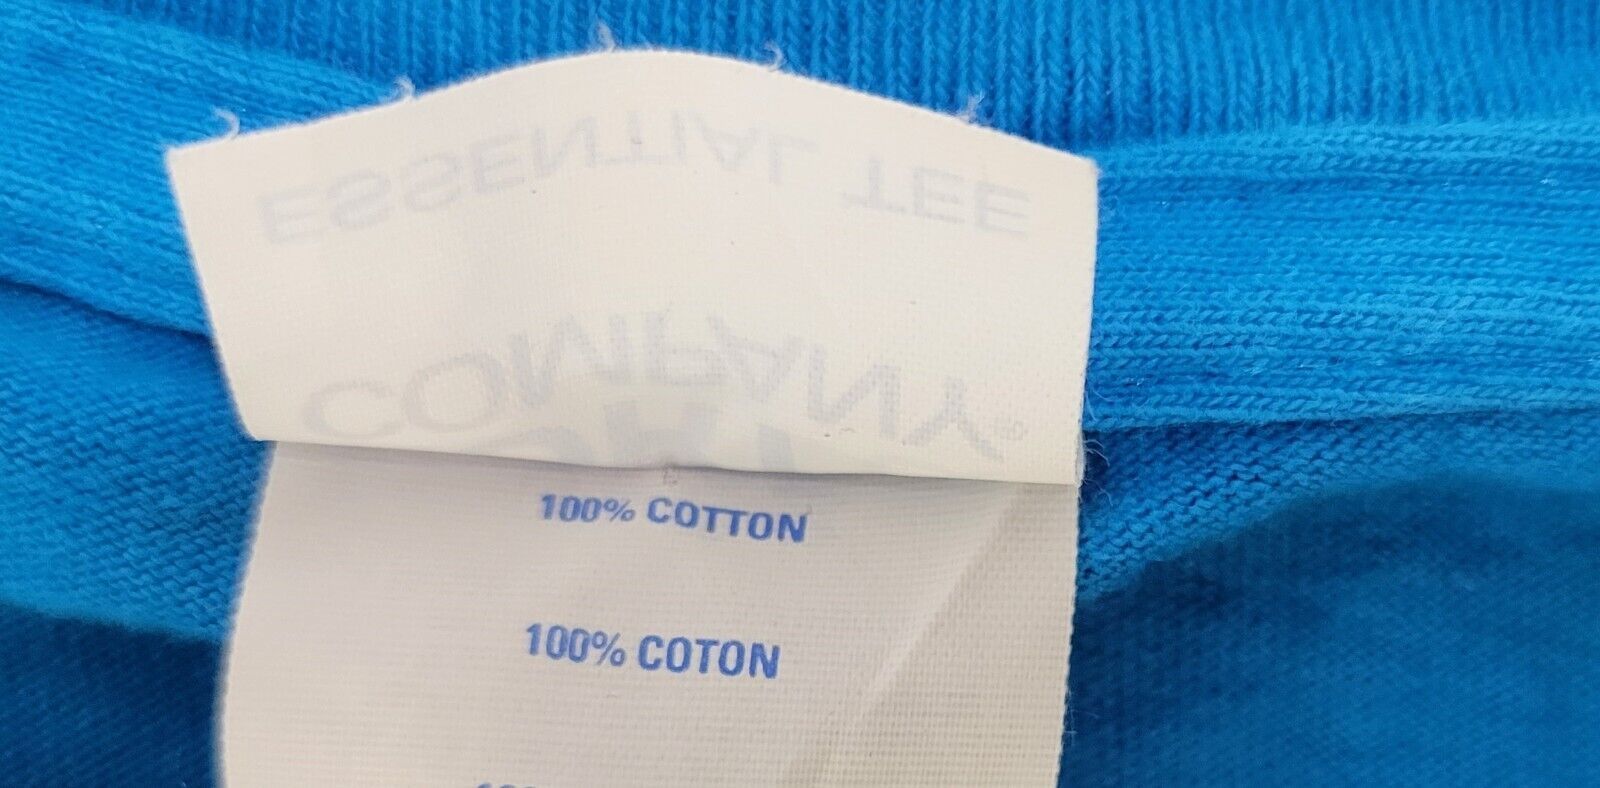 ESSENTIAL TEE
COMPANY®
100% COTTON
100% COTON